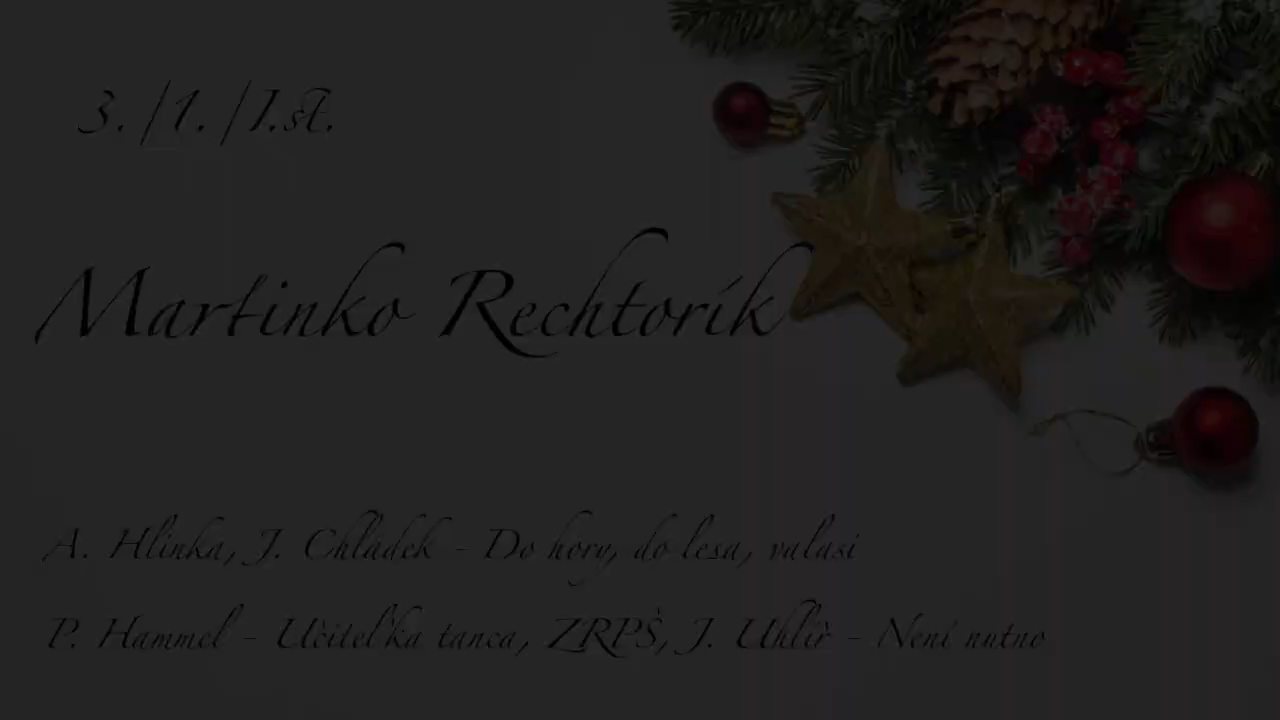 3. /1. /I.st.
Martinko Rechtorík
A. Hlinka, J. Chládek - Do hory, do lesa, valasi
P. Hammel - Učiteľka tanca, ZRPŠ, J. Uhlíř - Není nutno